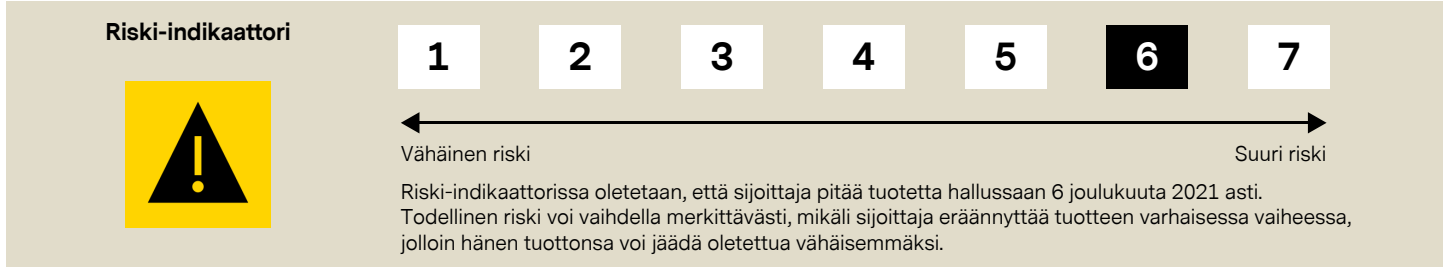 Riski-indikaattori
1 2 3 4 5 6 7
Vähäinen riski Suuri riski
Riski-indikaattorissa oletetaan, että sijoittaja pitää tuotetta hallussaan 6 joulukuuta 2021 asti.
Todellinen riski voi vaihdella merkittävästi, mikäli sijoittaja eräännyttää tuotteen varhaisessa vaiheessa,
jolloin hänen tuottonsa voi jäädä oletettua vähäisemmäksi.